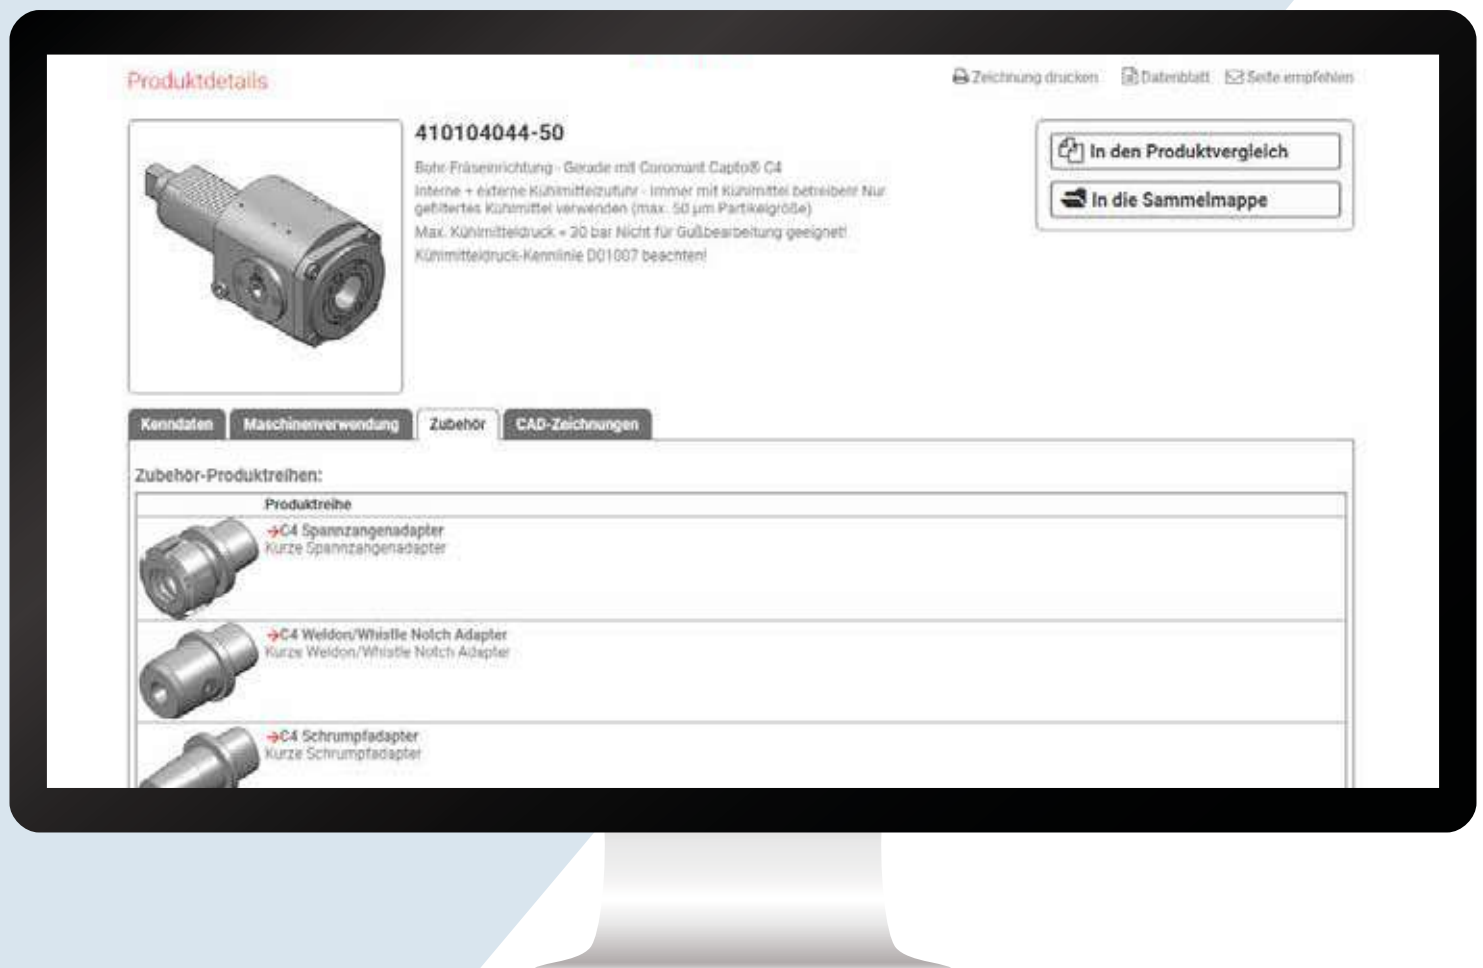 Produktdetails
Zeichnung drucken
Datenblatt
Seite empfehlen
410104044-50
Bohr-Fräseinrichtung - Gerade mit Coromant Capto® C4
Interne + externe Kühlmittelzufuhr - Immer mit Kühlmittel betreiben! Nur
gefiltertes Kühlmittel verwenden (max. 50 µm Partikelgröße)
Max. Kühlmitteldruck = 20 bar Nicht für Gußbearbeitung geeignet!
Kühlmitteldruck-Kennlinie D01007 beachten!
In den Produktvergleich
In die Sammelmappe
Kenndaten
Maschinenverwendung
Zubehör
CAD-Zeichnungen
Zubehör-Produktreihen:
Produktreihe
C4 Spannzangenadapter
Kurze Spannzangenadapter
C4 Weldon/Whistle Notch Adapter
Kurze Weldon/Whistle Notch Adapter
C4 Schrumpfadapter
Kurze Schrumpfadapter